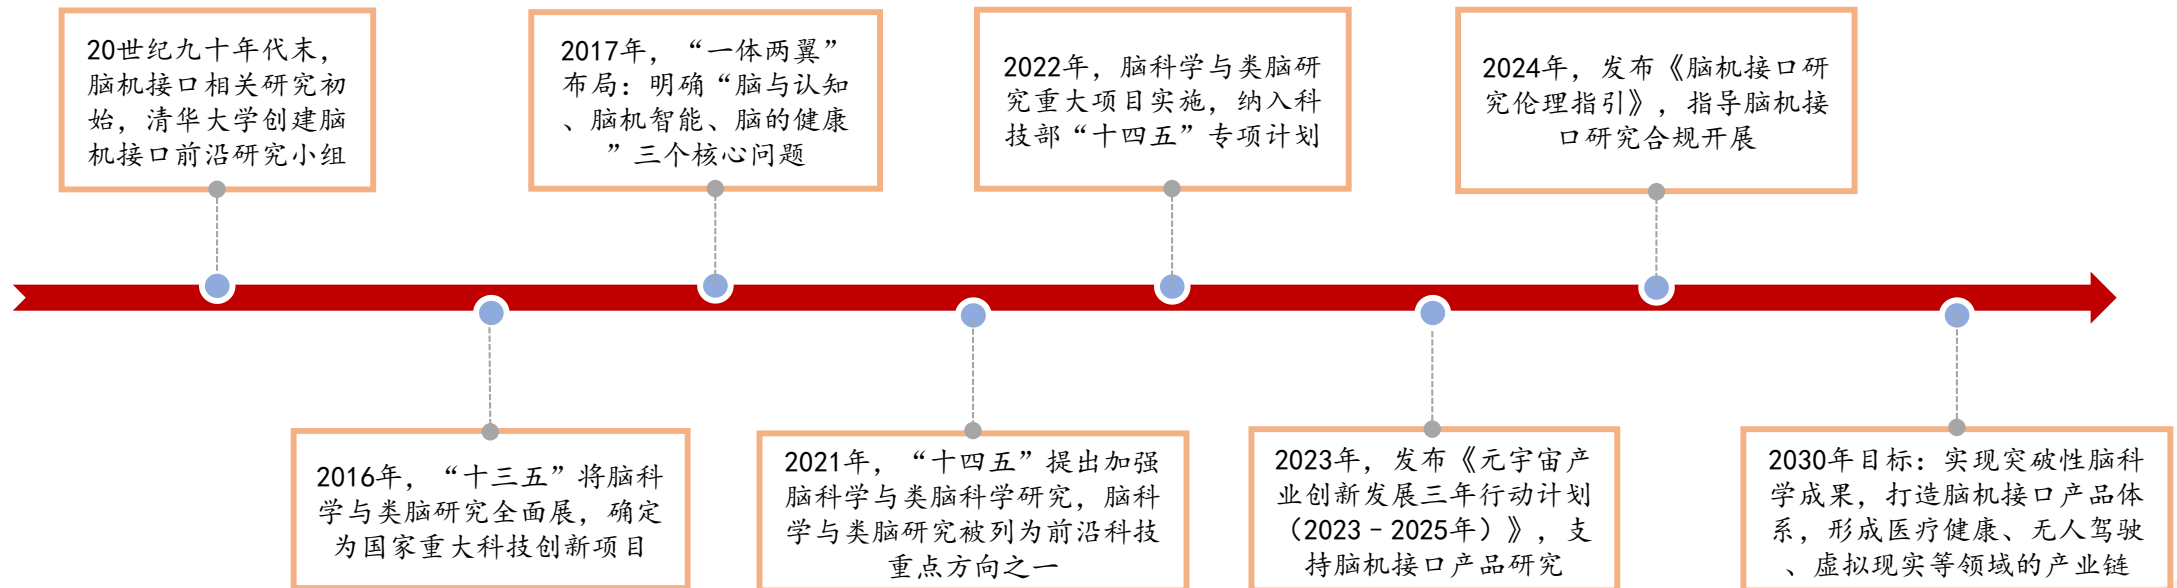 20世纪九十年代末，
脑机接口相关研究初
始，清华大学创建脑
机接口前沿研究小组
2017年，“一体两翼”
布局：明确“脑与认知
、脑机智能、脑的健康
”三个核心问题
2022年，脑科学与类脑研
究重大项目实施，纳入科
技部“十四五”专项计划
2024年，发布《脑机接口研
究伦理指引》，指导脑机接
口研究合规开展
2016年，“十三五”将脑科
学与类脑研究全面展，确定
为国家重大科技创新项目
2021年，“十四五”提出加强
脑科学与类脑科学研究，脑科
学与类脑研究被列为前沿科技
重点方向之一
2023年，发布《元宇宙产
业创新发展三年行动计划
（2023–2025年）》，支
持脑机接口产品研究
2030年目标：实现突破性脑科
学成果，打造脑机接口产品体
系，形成医疗健康、无人驾驶
、虚拟现实等领域的产业链